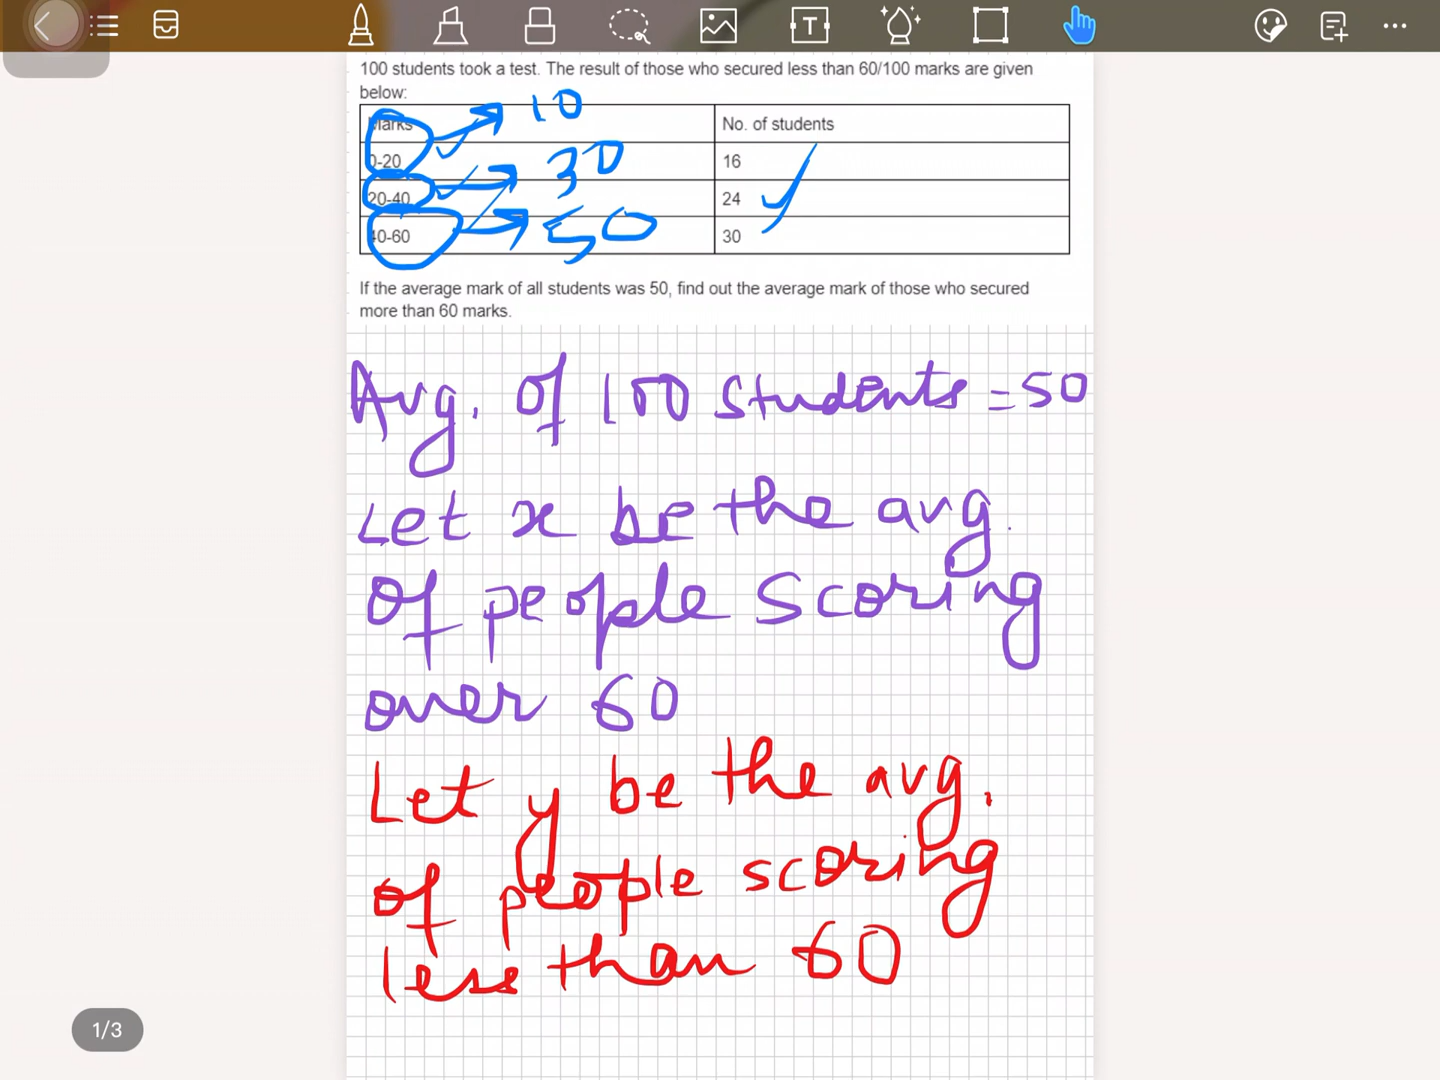 100 students took a test. The result of those who secured less than 60/100 marks are given
below:
Marks No. of students
10
0-20 16
30
20-40 24
50
40-60 30
If the average mark of all students was 50, find out the average mark of those who secured
more than 60 marks.
Avg. of 100 students = 50
Let x be the avg.
of people scoring
over 60
Let y be the avg.
of people scoring
less than 60
1/3